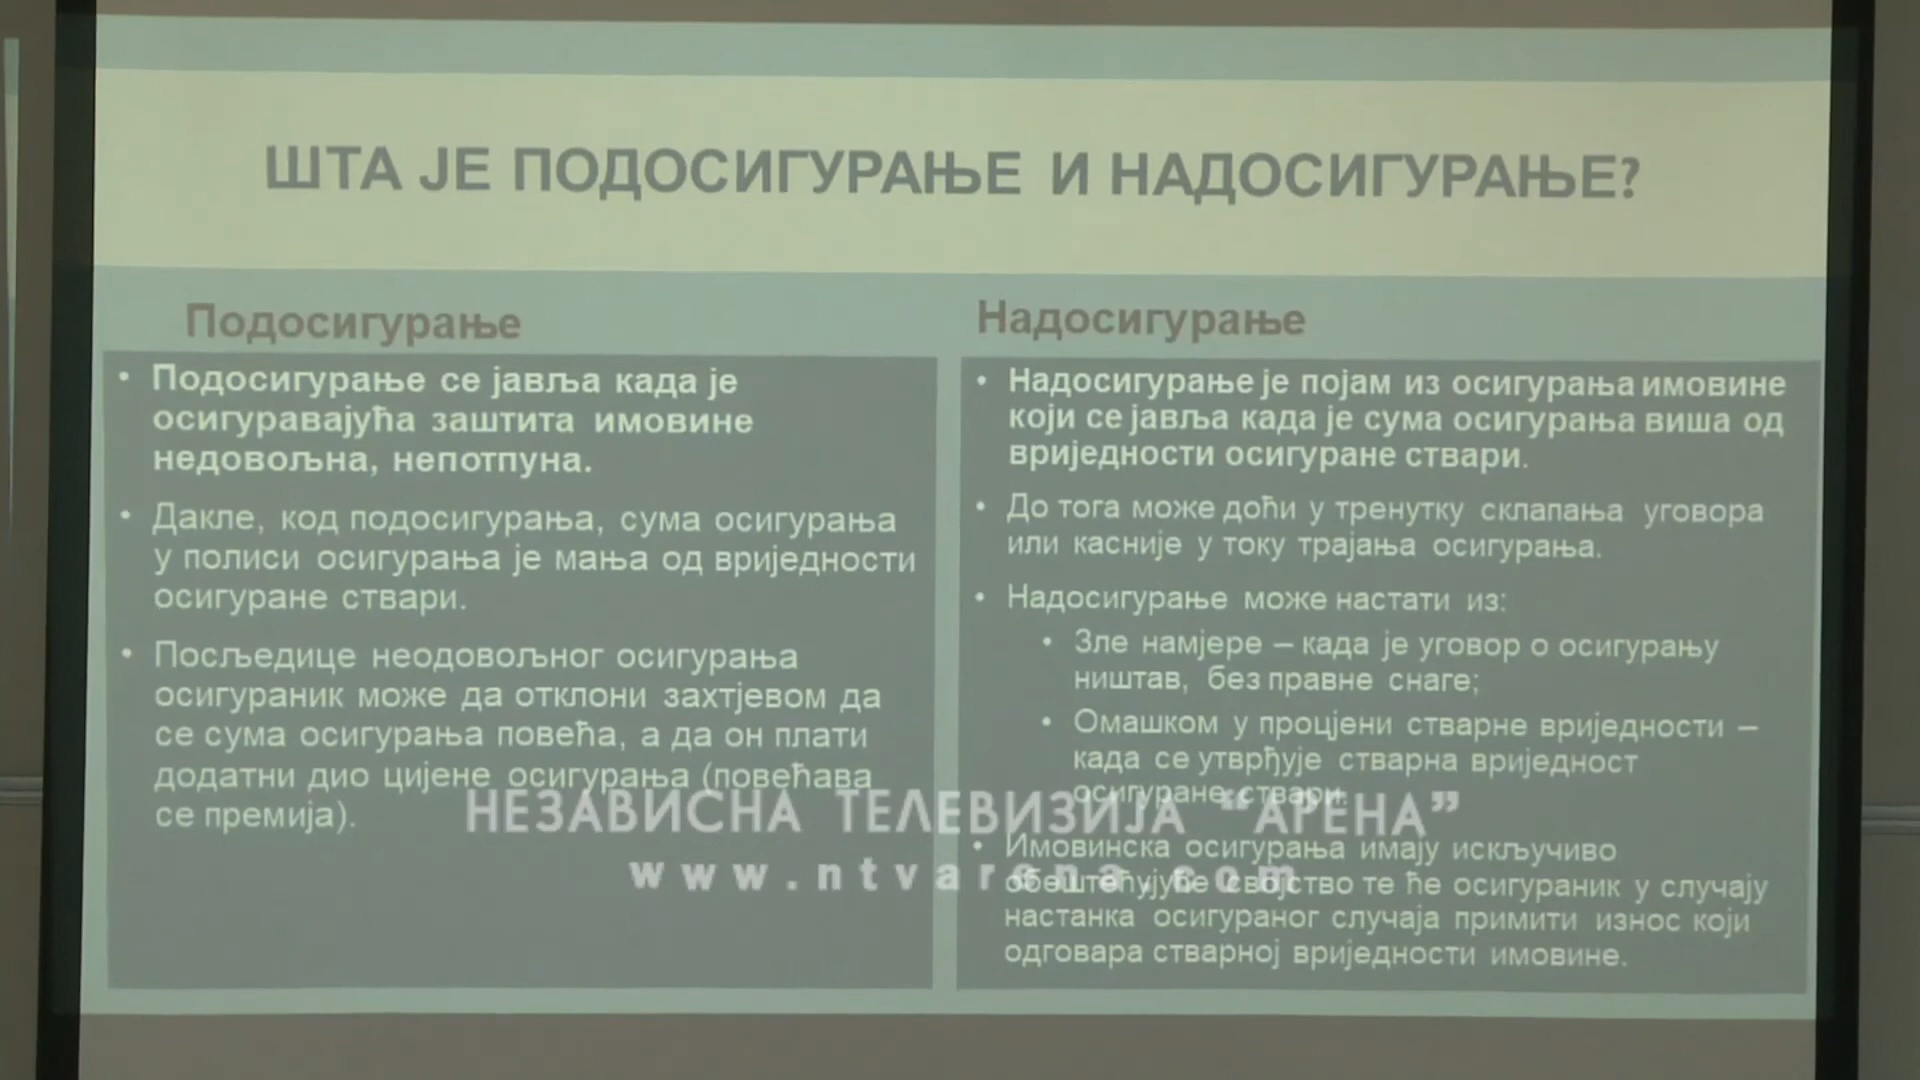 ШТА ЈЕ ПОДОСИГУРАЊЕ И НАДОСИГУРАЊЕ?
Подосигурање
• Подосигурање се јавља када је
осигуравајућа заштита имовине
недовољна, непотпуна.
• Дакле, код подосигурања, сума осигурања
у полиси осигурања је мања од вриједности
осигуране ствари.
• Посљедице неодовољног осигурања
осигураник може да отклони захтјевом да
се сума осигурања повећа, а да он плати
додатни дио цијене осигурања (повећава
се премија).
Надосигурање
• Надосигурање је појам из осигурања имовине
који се јавља када је сума осигурања виша од
вриједности осигуране ствари.
• До тога може доћи у тренутку склапања уговора
или касније у току трајања осигурања.
• Надосигурање може настати из:
• Зле намјере – када је уговор о осигурању
ништав, без правне снаге;
• Омашком у процјени стварне вриједности –
када се утврђује стварна вриједност
осигуране ствари.
• Имовинска осигурања имају искључиво
обештећујуће својство те ће осигураник у случају
настанка осигураног случаја примити износ који
одговара стварној вриједности имовине.
НЕЗАВИСНА ТЕЛЕВИЗИЈА “АРЕНА”
www.ntvarena.com